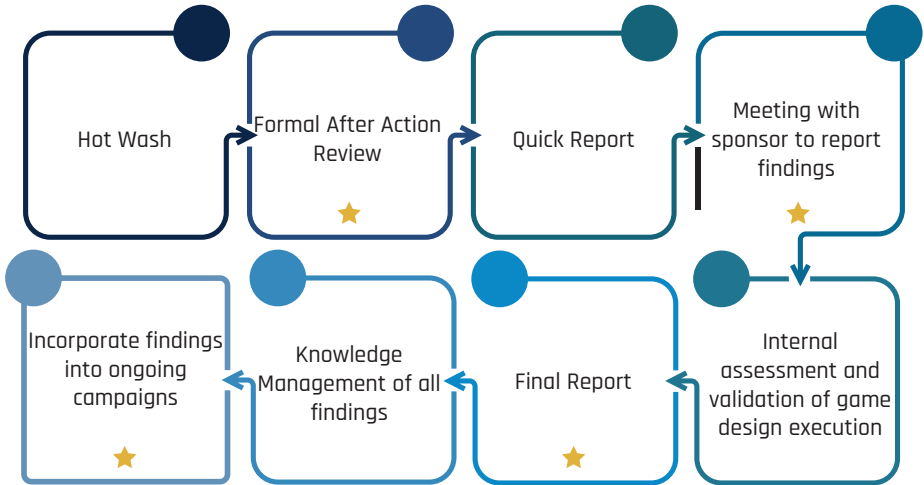 Hot Wash
Formal After Action
Review
Quick Report
Meeting with
sponsor to report
findings
Internal
assessment and
validation of game
design execution
Final Report
Knowledge
Management of all
findings
Incorporate findings
into ongoing
campaigns